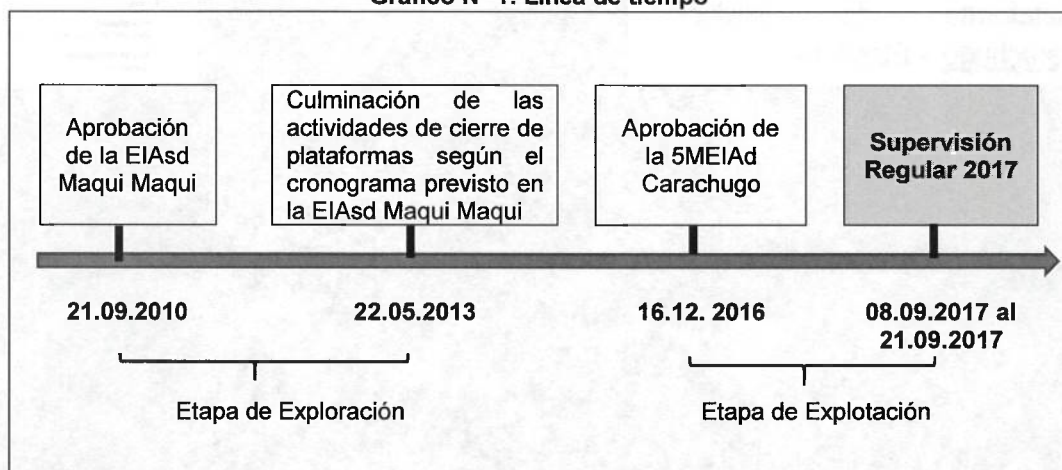 Gráfico N° 1: Línea de tiempo
Aprobación
de la EIAsd
Maqui Maqui
Culminación de las
actividades de cierre de
plataformas según el
cronograma previsto en
la EIAsd Maqui Maqui
Aprobación de
la 5MEIAd
Carachugo
Supervisión
Regular 2017
21.09.2010
22.05.2013
16.12. 2016
08.09.2017 al
21.09.2017
Etapa de Exploración
Etapa de Explotación